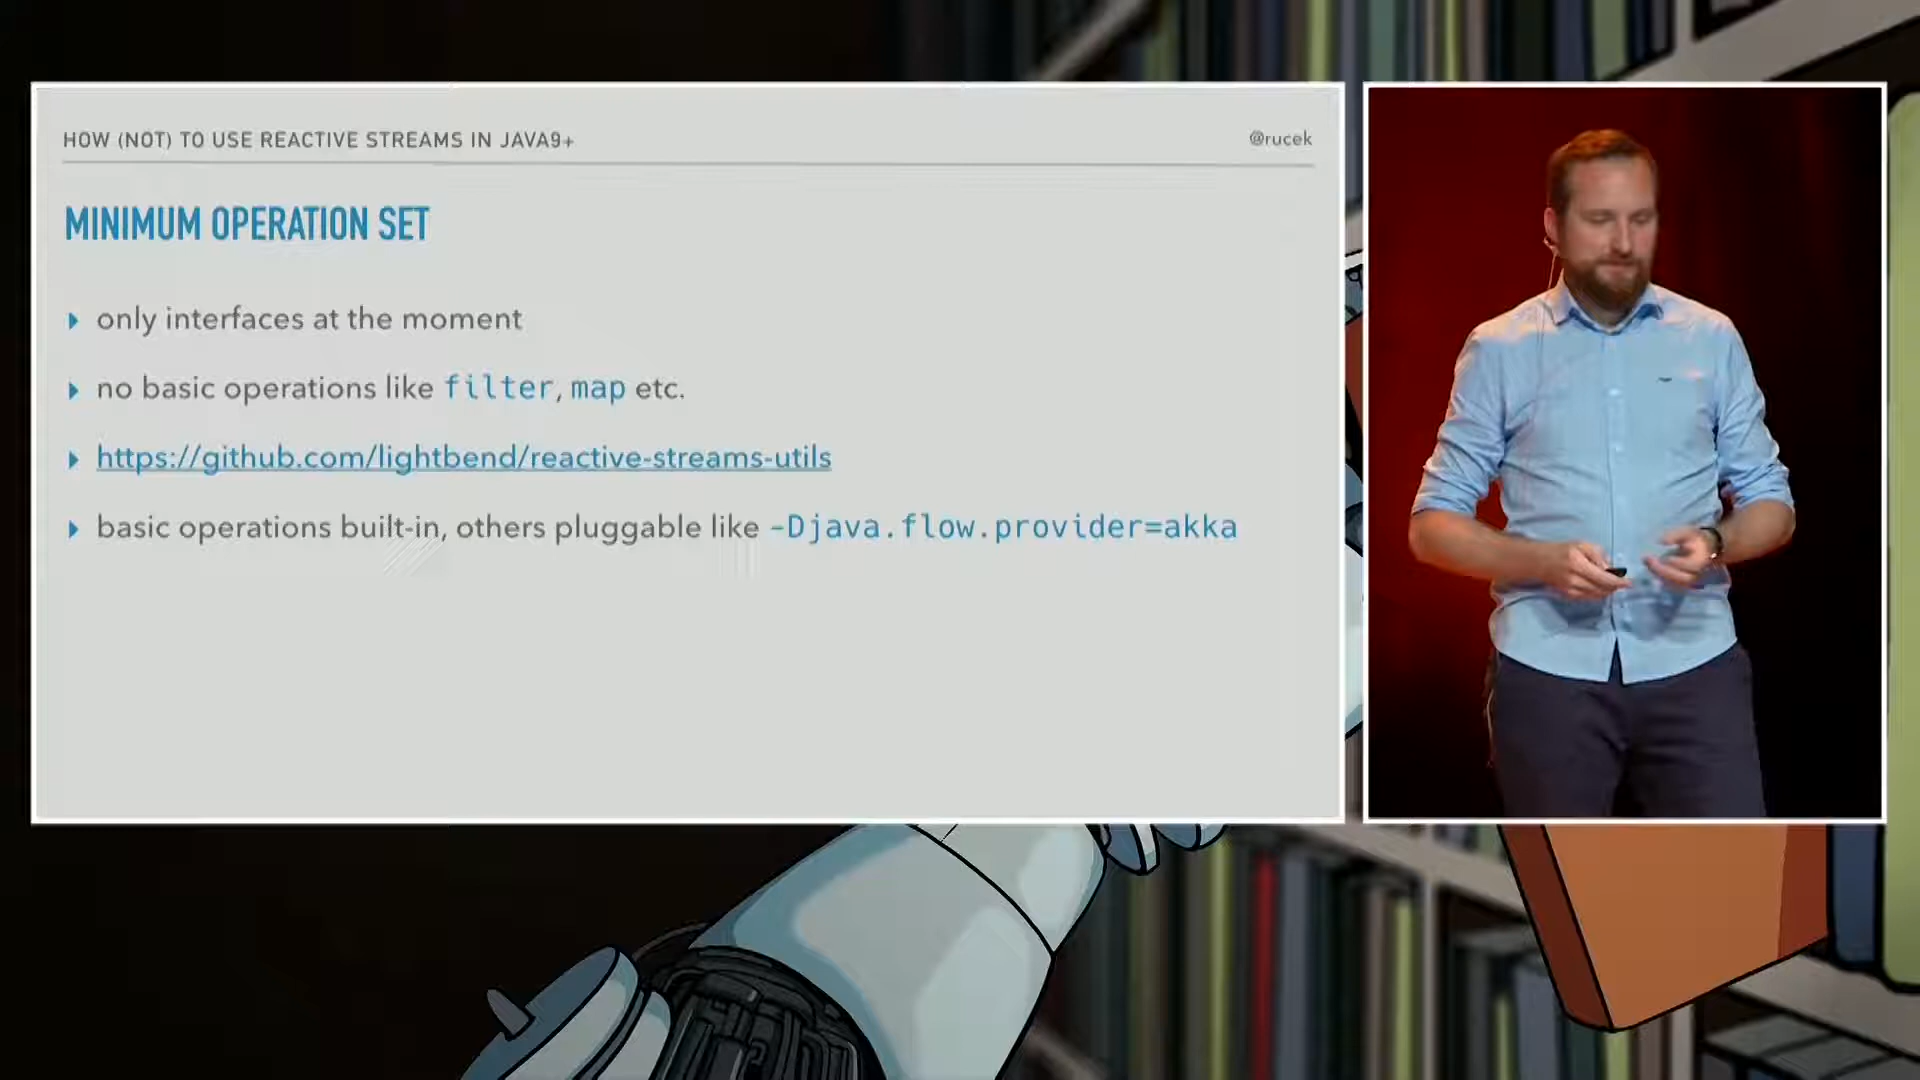 HOW (NOT) TO USE REACTIVE STREAMS IN JAVA9+
@rucek
MINIMUM OPERATION SET
only interfaces at the moment
no basic operations like filter, map etc.
https://github.com/lightbend/reactive-streams-utils
basic operations built-in, others pluggable like -Djava.flow.provider=akka